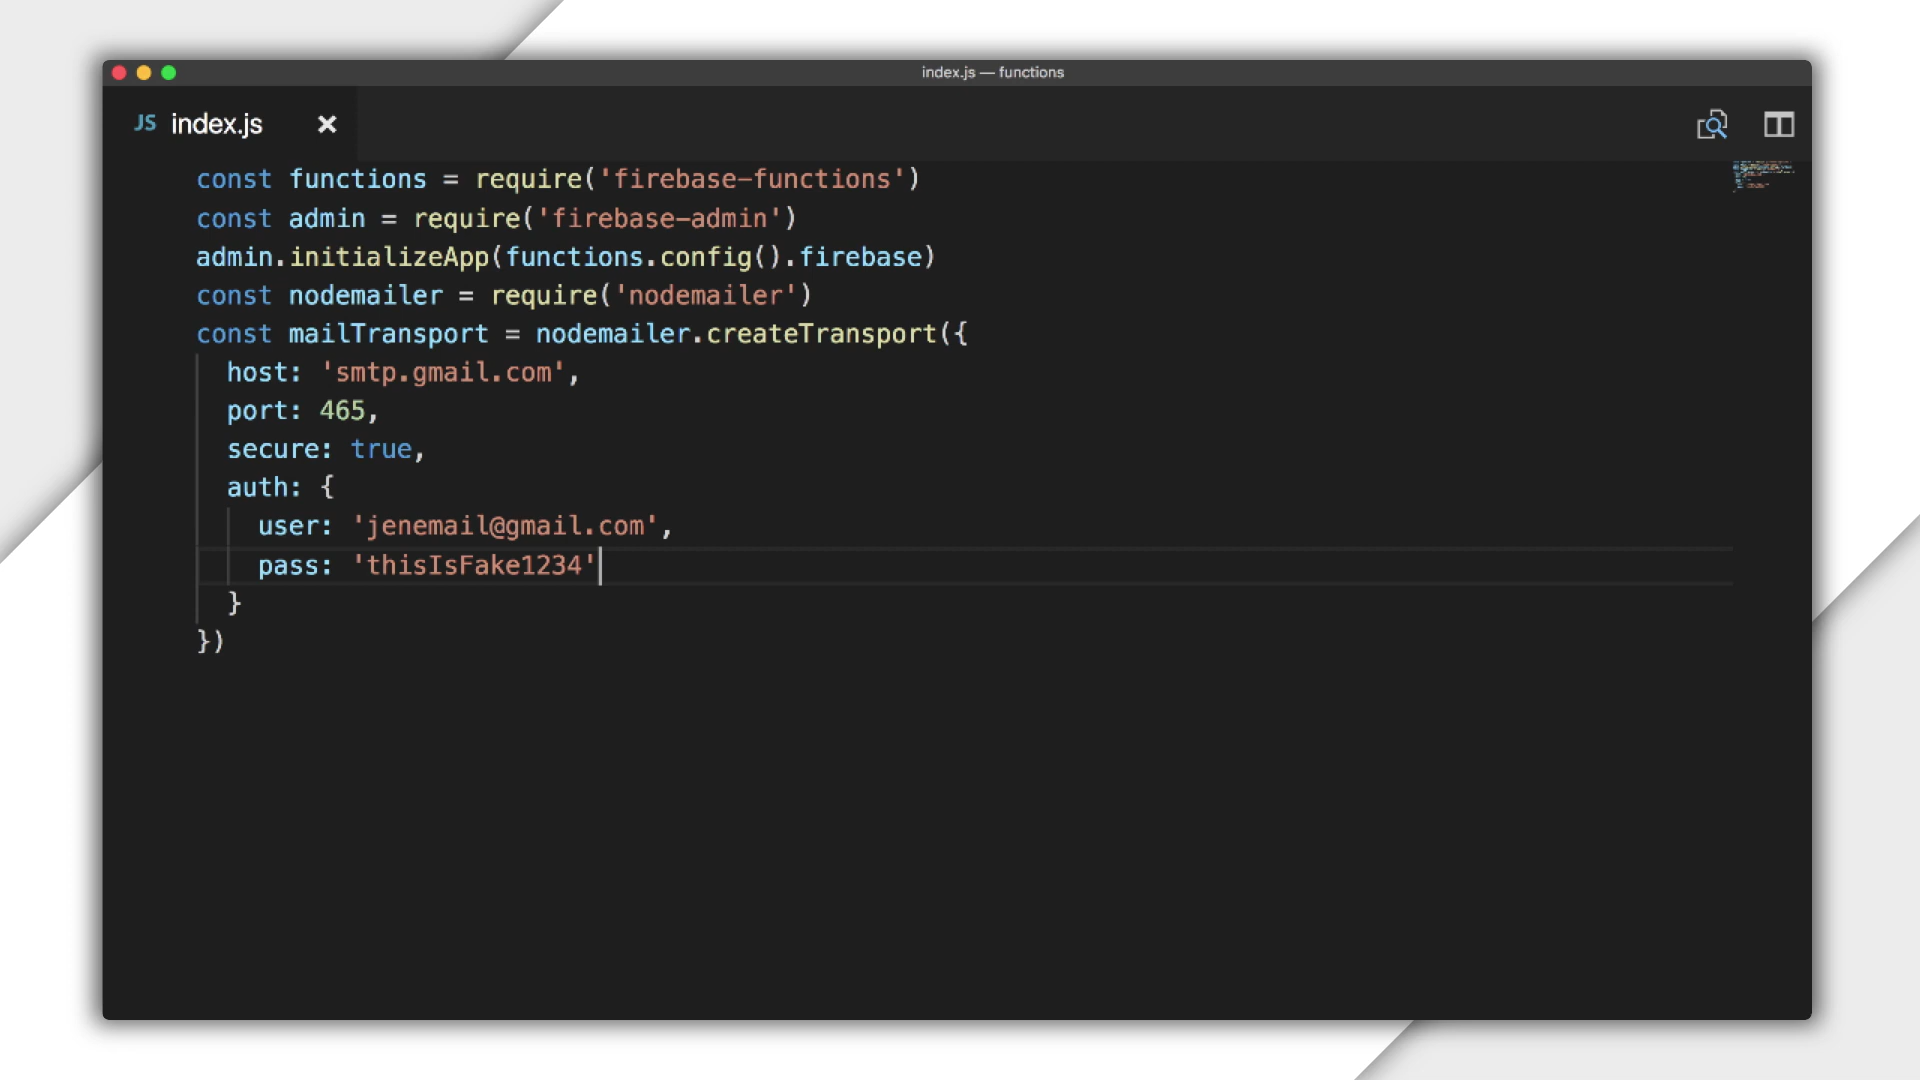 index.js — functions
JS index.js
const functions = require('firebase-functions')
const admin = require('firebase-admin')
admin.initializeApp(functions.config().firebase)
const nodemailer = require('nodemailer')
const mailTransport = nodemailer.createTransport({
  host: 'smtp.gmail.com',
  port: 465,
  secure: true,
  auth: {
    user: 'jenemail@gmail.com',
    pass: 'thisIsFake1234'
  }
})